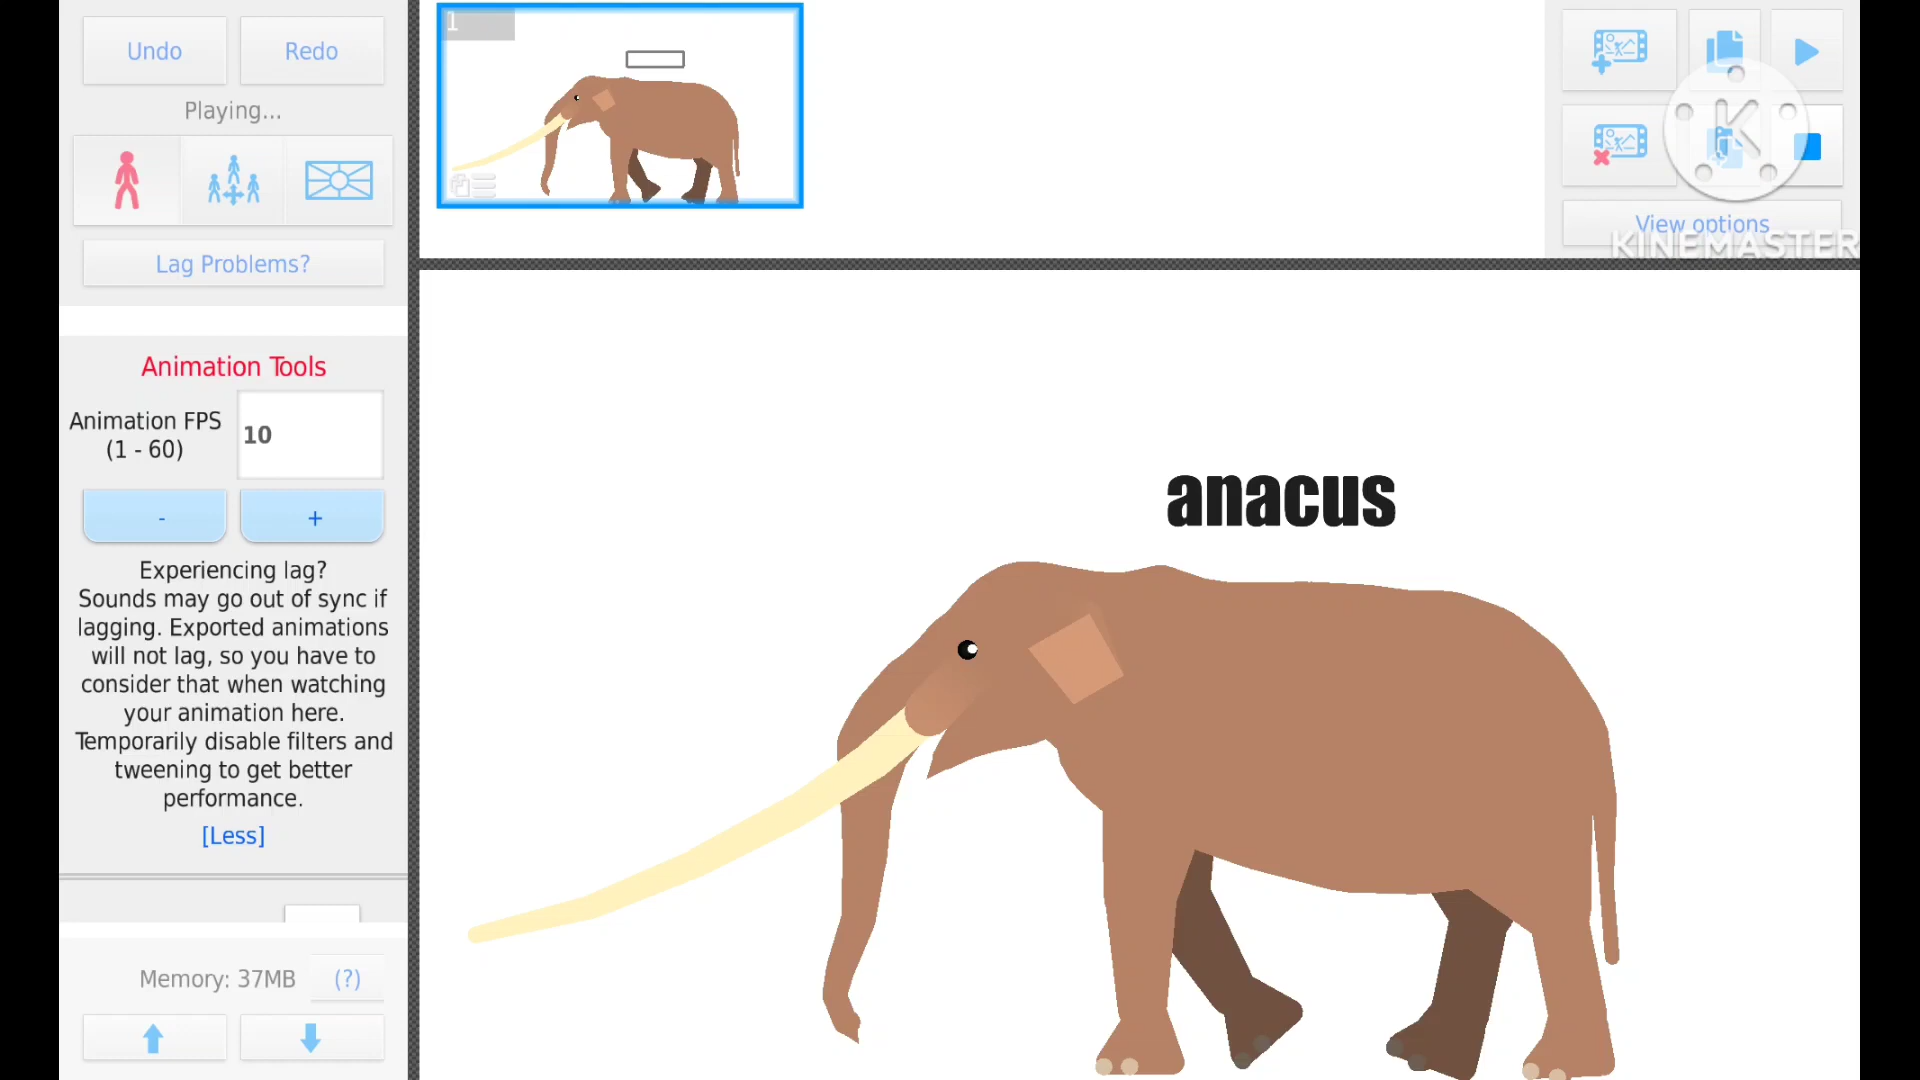 Undo
Redo
Playing...
Lag Problems?
Animation Tools
Animation FPS
(1 - 60)
10
-
+
Experiencing lag?
Sounds may go out of sync if
lagging. Exported animations
will not lag, so you have to
consider that when watching
your animation here.
Temporarily disable filters and
tweening to get better
performance.
[Less]
Memory: 37MB
(?)
1
K
View options
KINEMASTER
anacus